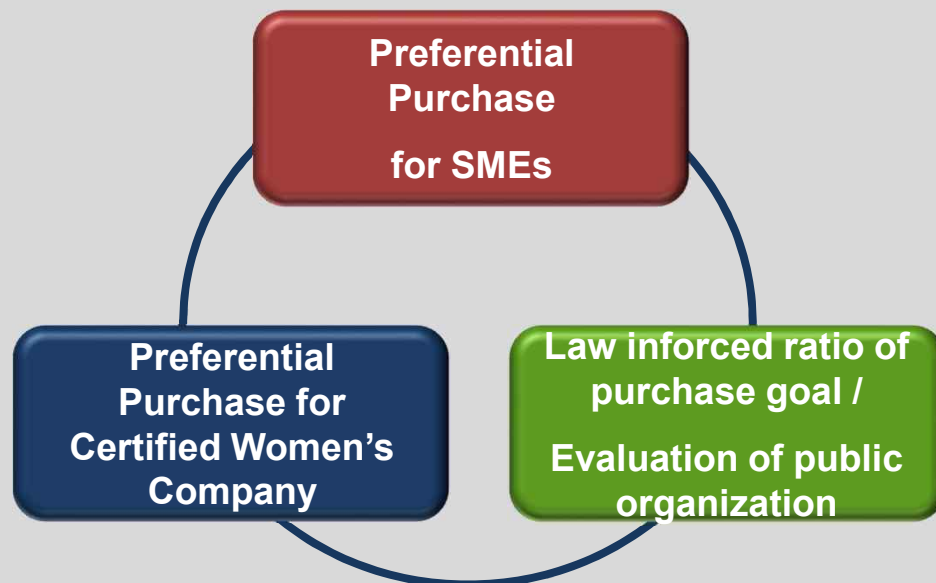 Preferential
Purchase
for SMEs
Preferential
Purchase for
Certified Women’s
Company
Law inforced ratio of
purchase goal /
Evaluation of public
organization